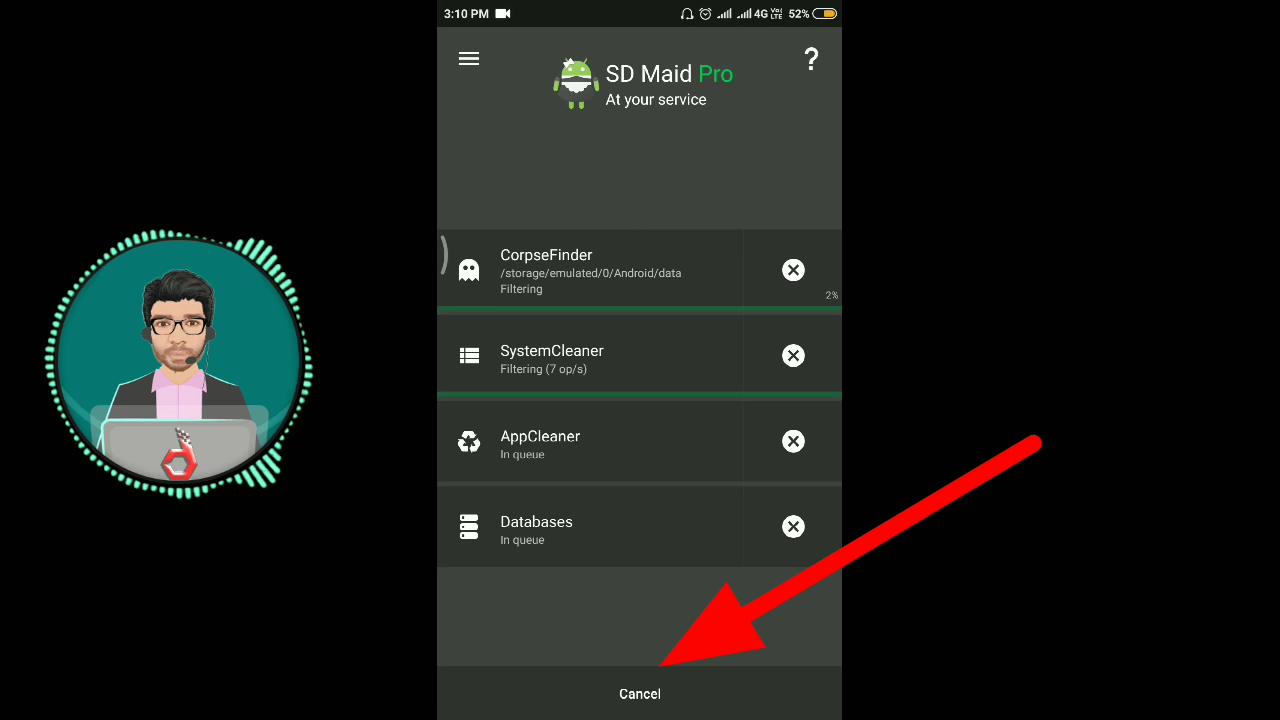 3:10 PM 4G VoLTE 52%
SD Maid Pro
At your service
CorpseFinder
/storage/emulated/0/Android/data
Filtering
2%
SystemCleaner
Filtering (7 op/s)
AppCleaner
In queue
Databases
In queue
Cancel